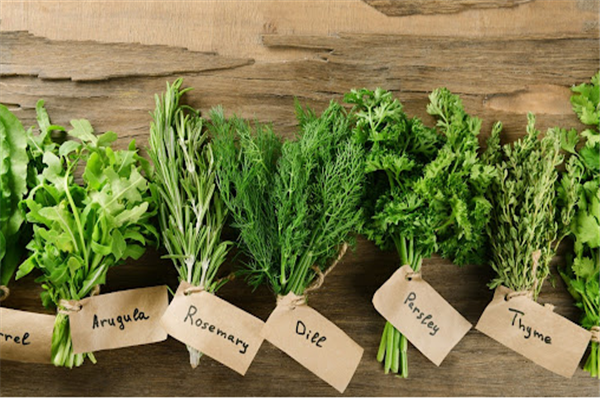 rrel
Arugula
Rosemary
Dill
Parsley
Thyme